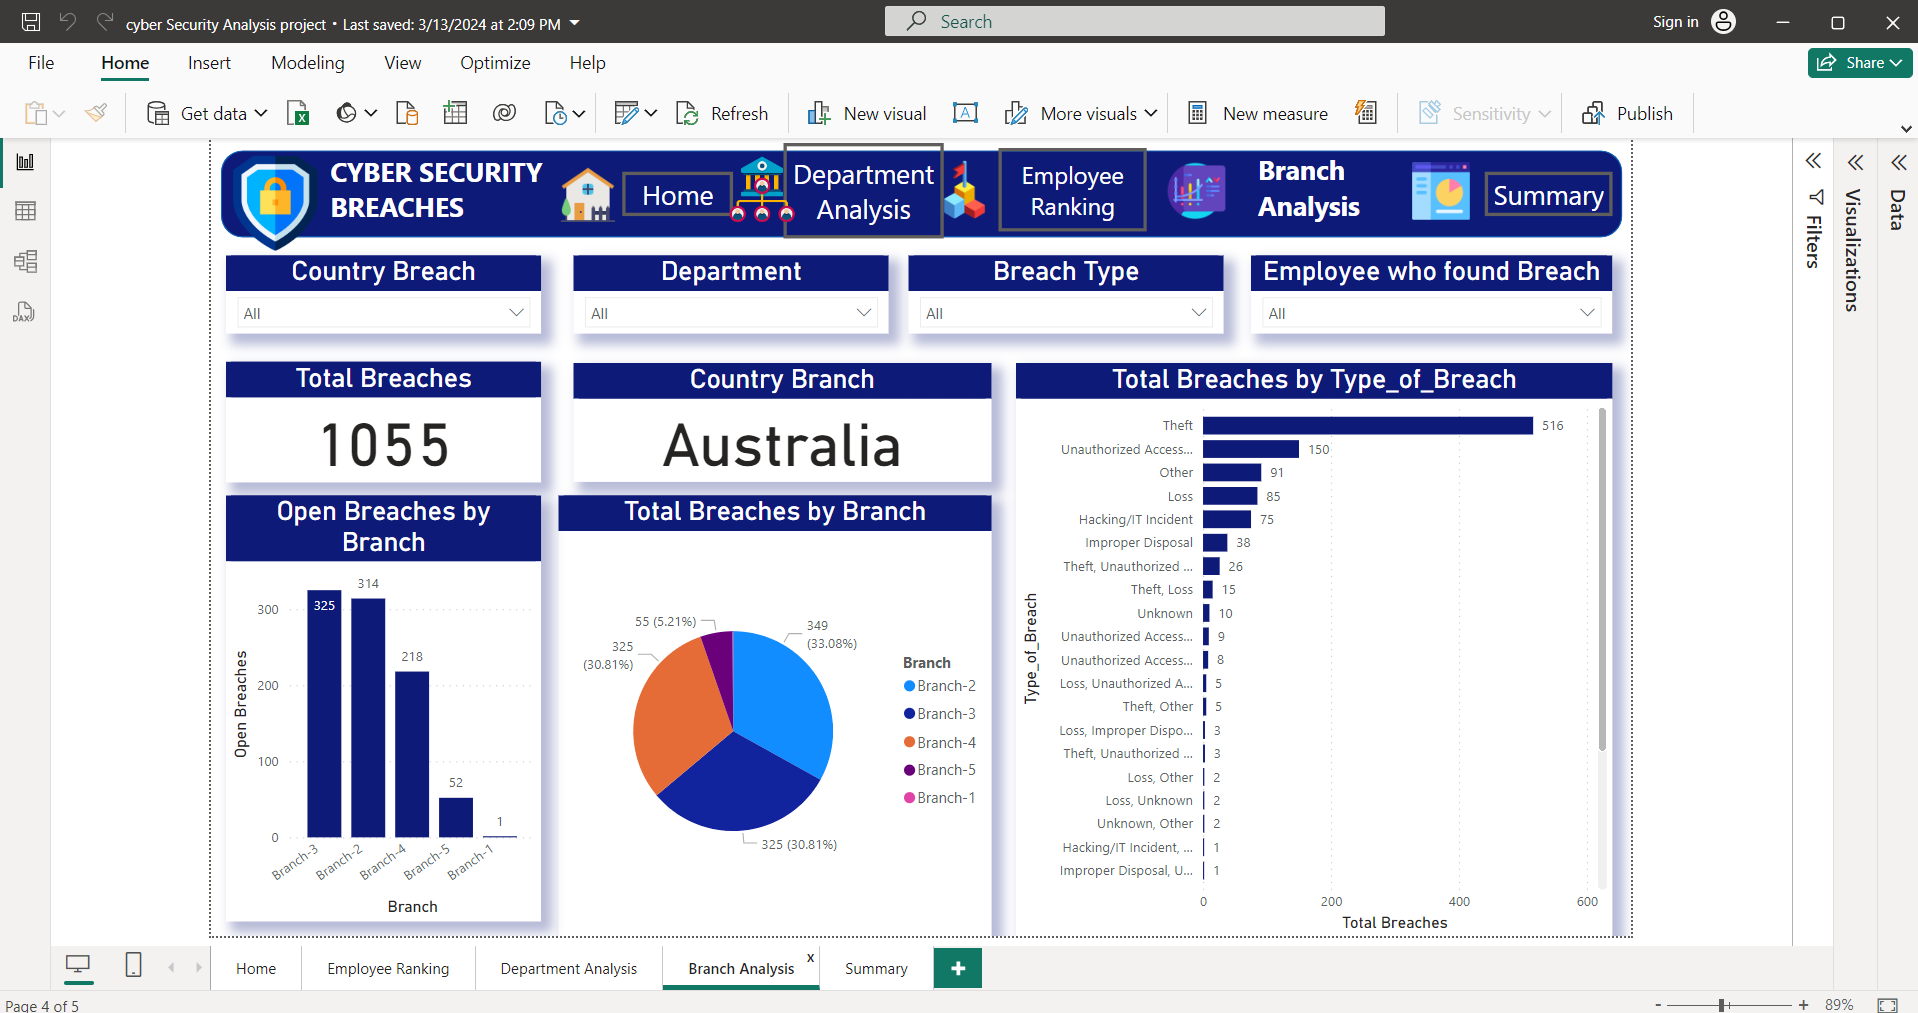 cyber Security Analysis project • Last saved: 3/13/2024 at 2:09 PM
Search
Sign in
File
Home
Insert
Modeling
View
Optimize
Help
Share
Get data
Refresh
New visual
A
More visuals
New measure
Sensitivity
Publish
DAX
CYBER SECURITY
BREACHES
Home
Department
Analysis
Employee
Ranking
Branch
Analysis
Summary
Filters
Visualizations
Data
Country Breach
All
Department
All
Breach Type
All
Employee who found Breach
All
Total Breaches
1055
Country Branch
Australia
Open Breaches by
Branch
Open Breaches
300
200
100
0
325
314
218
52
1
Branch-3
Branch-2
Branch-4
Branch-5
Branch-1
Branch
Total Breaches by Branch
55 (5.21%)
349
(33.08%)
325
(30.81%)
325 (30.81%)
Branch
Branch-2
Branch-3
Branch-4
Branch-5
Branch-1
Total Breaches by Type_of_Breach
Type_of_Breach
Theft 516
Unauthorized Access... 150
Other 91
Loss 85
Hacking/IT Incident 75
Improper Disposal 38
Theft, Unauthorized ... 26
Theft, Loss 15
Unknown 10
Unauthorized Access... 9
Unauthorized Access... 8
Loss, Unauthorized A... 5
Theft, Other 5
Loss, Improper Dispo... 3
Theft, Unauthorized ... 3
Loss, Other 2
Loss, Unknown 2
Unknown, Other 2
Hacking/IT Incident, ... 1
Improper Disposal, U... 1
0 200 400 600
Total Breaches
Home
Employee Ranking
Department Analysis
Branch Analysis
x
Summary
+
Page 4 of 5
- + 89%